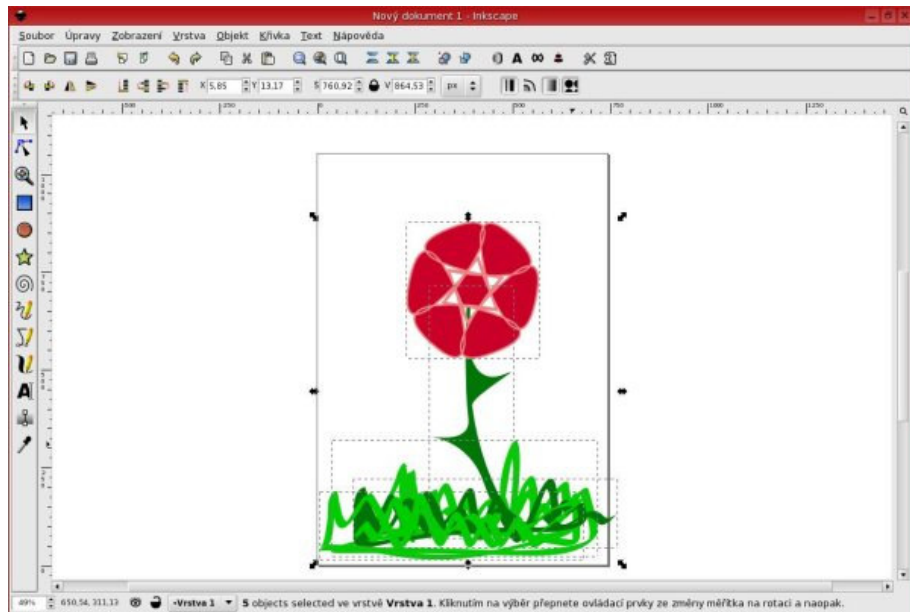 Nový dokument 1 - Inkscape
Soubor Úpravy Zobrazení Vrstva Objekt Křivka Text Nápověda
X 5,85 Y 13,17 Š 760,92 V 864,53 px
49% 650,54, 311,13 •Vrstva 1 5 objects selected ve vrstvě Vrstva 1. Kliknutím na výběr přepnete ovládací prvky ze změny měřítka na rotaci a naopak.